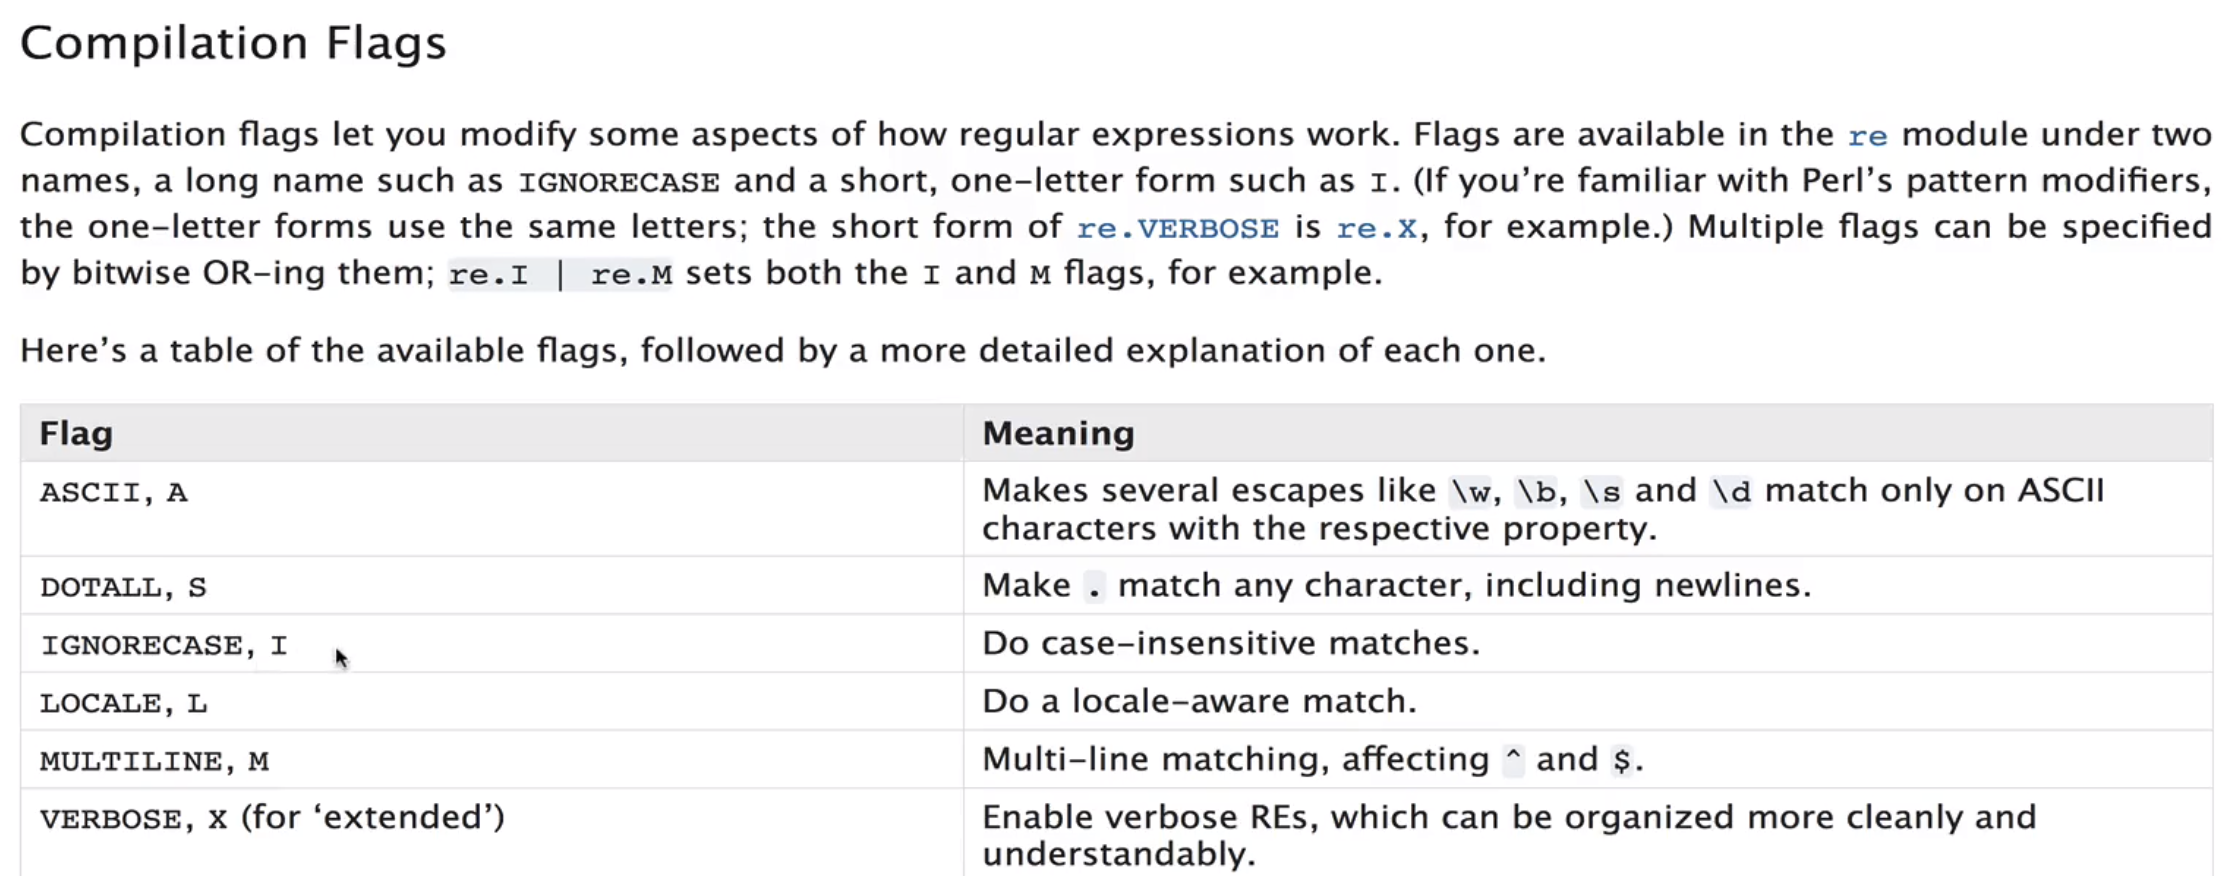 Compilation Flags
Compilation flags let you modify some aspects of how regular expressions work. Flags are available in the re module under two
names, a long name such as IGNORECASE and a short, one-letter form such as I. (If you’re familiar with Perl’s pattern modifiers,
the one-letter forms use the same letters; the short form of re.VERBOSE is re.X, for example.) Multiple flags can be specified
by bitwise OR-ing them; re.I | re.M sets both the I and M flags, for example.
Here’s a table of the available flags, followed by a more detailed explanation of each one.
Flag Meaning
ASCII, A Makes several escapes like \w, \b, \s and \d match only on ASCII
characters with the respective property.
DOTALL, S Make . match any character, including newlines.
IGNORECASE, I Do case-insensitive matches.
LOCALE, L Do a locale-aware match.
MULTILINE, M Multi-line matching, affecting ^ and $.
VERBOSE, X (for ‘extended’) Enable verbose REs, which can be organized more cleanly and
understandably.